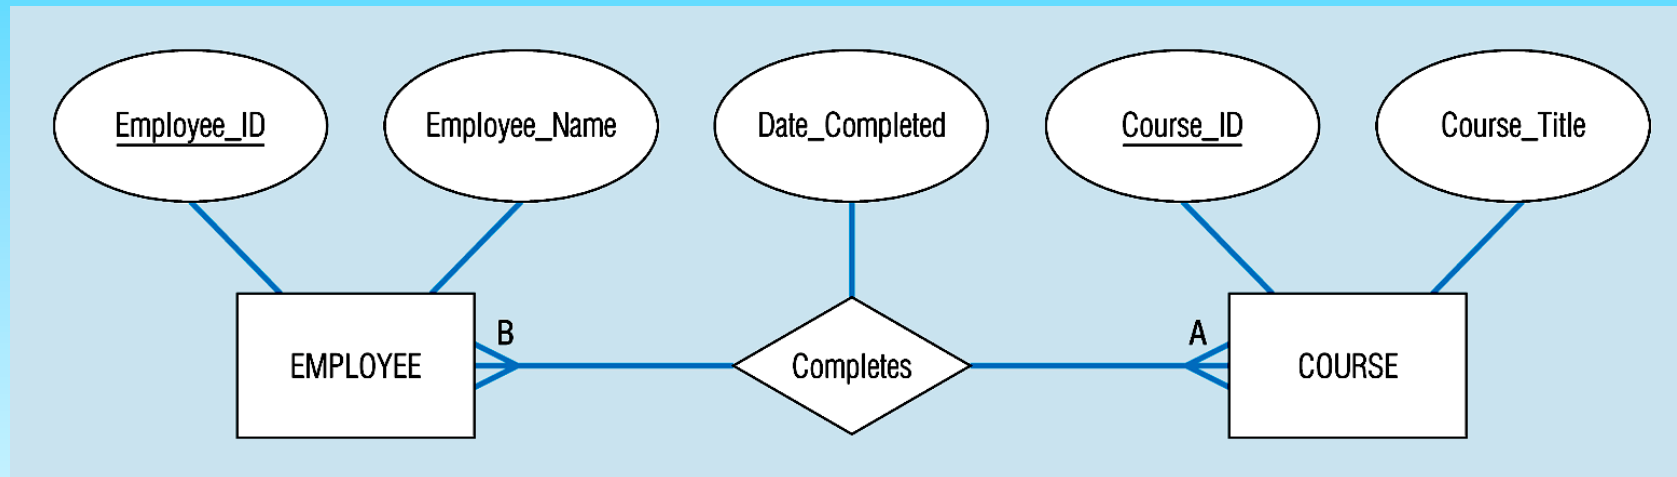 Employee_ID
Employee_Name
Date_Completed
Course_ID
Course_Title
B
A
EMPLOYEE
Completes
COURSE